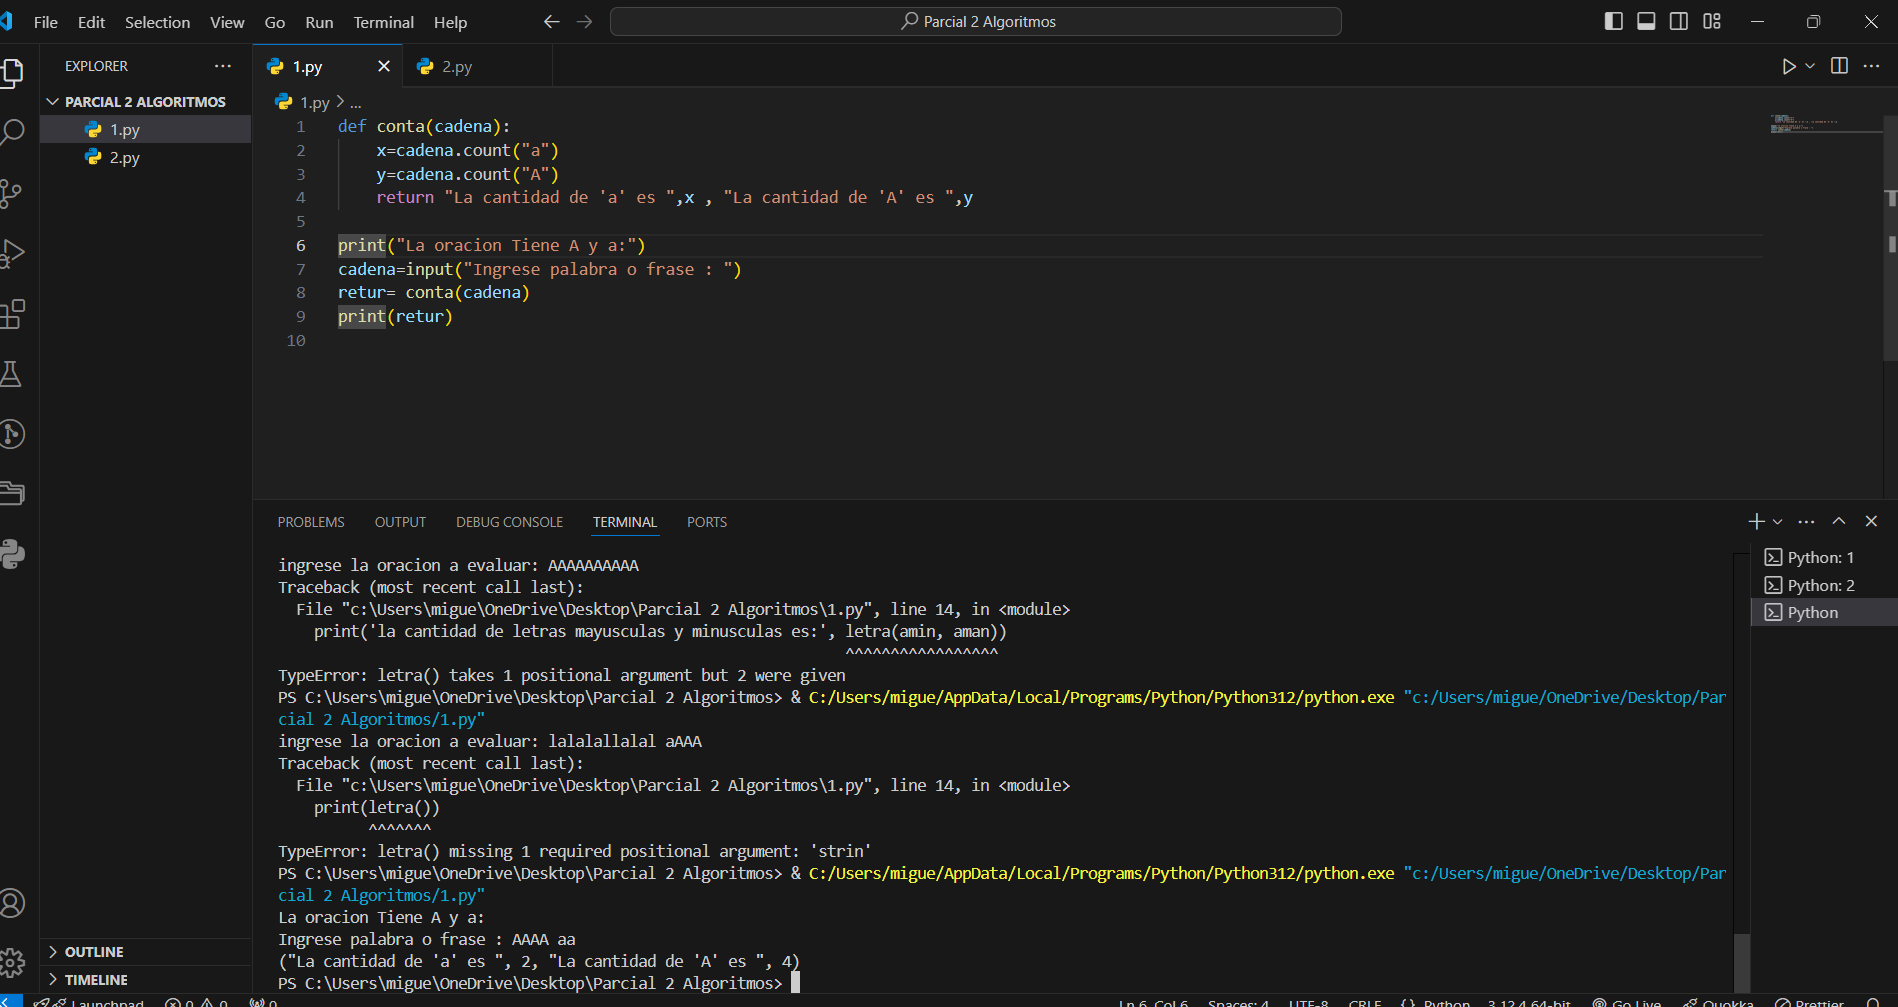 File Edit Selection View Go Run Terminal Help
Parcial 2 Algoritmos
EXPLORER
PARCIAL 2 ALGORITMOS
1.py
2.py
OUTLINE
TIMELINE
1.py
2.py
1.py > ...
1 def conta(cadena):
2     x=cadena.count("a")
3     y=cadena.count("A")
4     return "La cantidad de 'a' es ",x , "La cantidad de 'A' es ",y
5
6 print("La oracion Tiene A y a:")
7 cadena=input("Ingrese palabra o frase : ")
8 retur= conta(cadena)
9 print(retur)
10
PROBLEMS OUTPUT DEBUG CONSOLE TERMINAL PORTS
ingrese la oracion a evaluar: AAAAAAAAAA
Traceback (most recent call last):
  File "c:\Users\migue\OneDrive\Desktop\Parcial 2 Algoritmos\1.py", line 14, in <module>
    print('la cantidad de letras mayusculas y minusculas es:', letra(amin, aman))
                                                               ^^^^^^^^^^^^^^^^^
TypeError: letra() takes 1 positional argument but 2 were given
PS C:\Users\migue\OneDrive\Desktop\Parcial 2 Algoritmos> & C:/Users/migue/AppData/Local/Programs/Python/Python312/python.exe "c:/Users/migue/OneDrive/Desktop/Par
cial 2 Algoritmos/1.py"
ingrese la oracion a evaluar: lalalallalal aAAA
Traceback (most recent call last):
  File "c:\Users\migue\OneDrive\Desktop\Parcial 2 Algoritmos\1.py", line 14, in <module>
    print(letra())
          ^^^^^^^
TypeError: letra() missing 1 required positional argument: 'strin'
PS C:\Users\migue\OneDrive\Desktop\Parcial 2 Algoritmos> & C:/Users/migue/AppData/Local/Programs/Python/Python312/python.exe "c:/Users/migue/OneDrive/Desktop/Par
cial 2 Algoritmos/1.py"
La oracion Tiene A y a:
Ingrese palabra o frase : AAAA aa
("La cantidad de 'a' es ", 2, "La cantidad de 'A' es ", 4)
PS C:\Users\migue\OneDrive\Desktop\Parcial 2 Algoritmos>
Python: 1
Python: 2
Python
Launchpad 0 0 0 Ln 6, Col 6 Spaces: 4 UTF-8 CRLF {} Python 3.12.4 64-bit Go Live Quokka Prettier